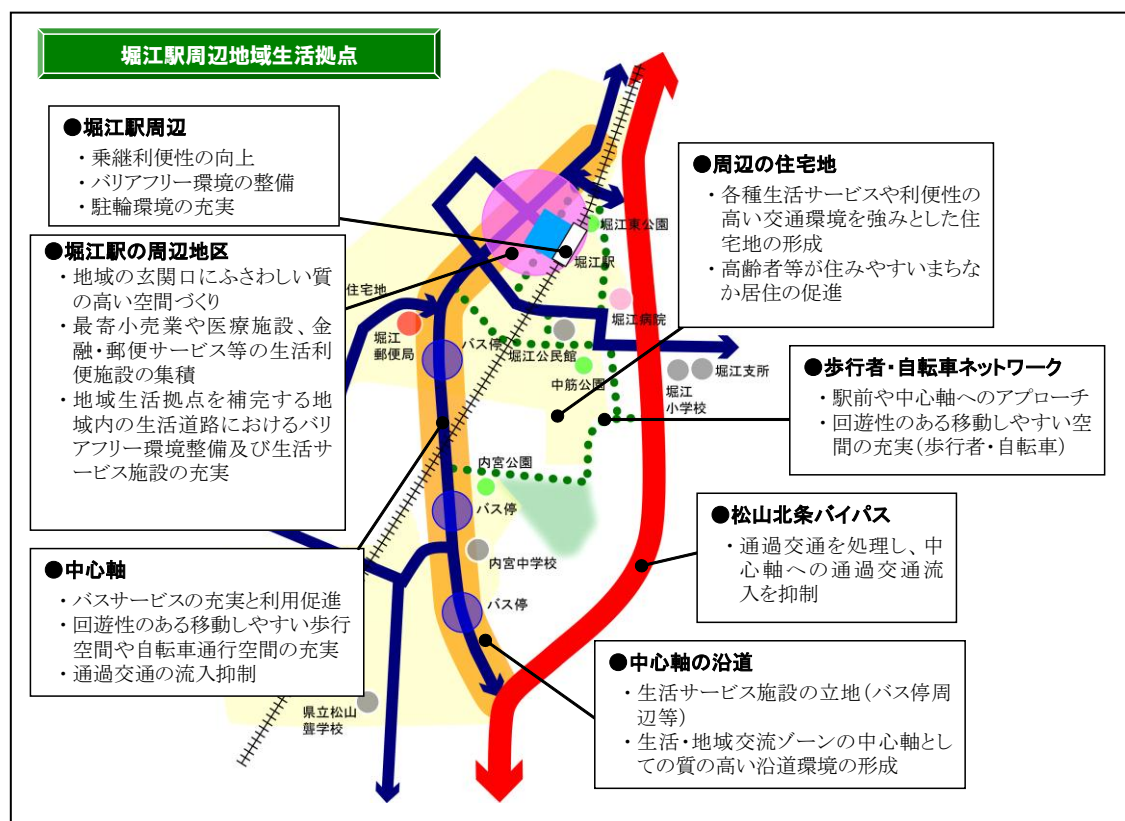 堀江駅周辺地域生活拠点
●堀江駅周辺
・乗継利便性の向上
・バリアフリー環境の整備
・駐輪環境の充実
●堀江駅の周辺地区
・地域の玄関口にふさわしい質
の高い空間づくり
・最寄小売業や医療施設、金
融・郵便サービス等の生活利
便施設の集積
・地域生活拠点を補完する地
域内の生活道路におけるバリ
アフリー環境整備及び生活サ
ービス施設の充実
●中心軸
・バスサービスの充実と利用促進
・回遊性のある移動しやすい歩行
空間や自転車通行空間の充実
・通過交通の流入抑制
住宅地
堀江
郵便局
バス停
堀江公民館
中筋公園
堀江東公園
堀江駅
堀江病院
堀江
小学校
堀江支所
内宮公園
バス停
内宮中学校
バス停
県立松山
聾学校
●周辺の住宅地
・各種生活サービスや利便性の
高い交通環境を強みとした住
宅地の形成
・高齢者等が住みやすいまちな
か居住の促進
●歩行者・自転車ネットワーク
・駅前や中心軸へのアプローチ
・回遊性のある移動しやすい空
間の充実(歩行者・自転車)
●松山北条バイパス
・通過交通を処理し、中
心軸への通過交通流
入を抑制
●中心軸の沿道
・生活サービス施設の立地(バス停周
辺等)
・生活・地域交流ゾーンの中心軸とし
ての質の高い沿道環境の形成